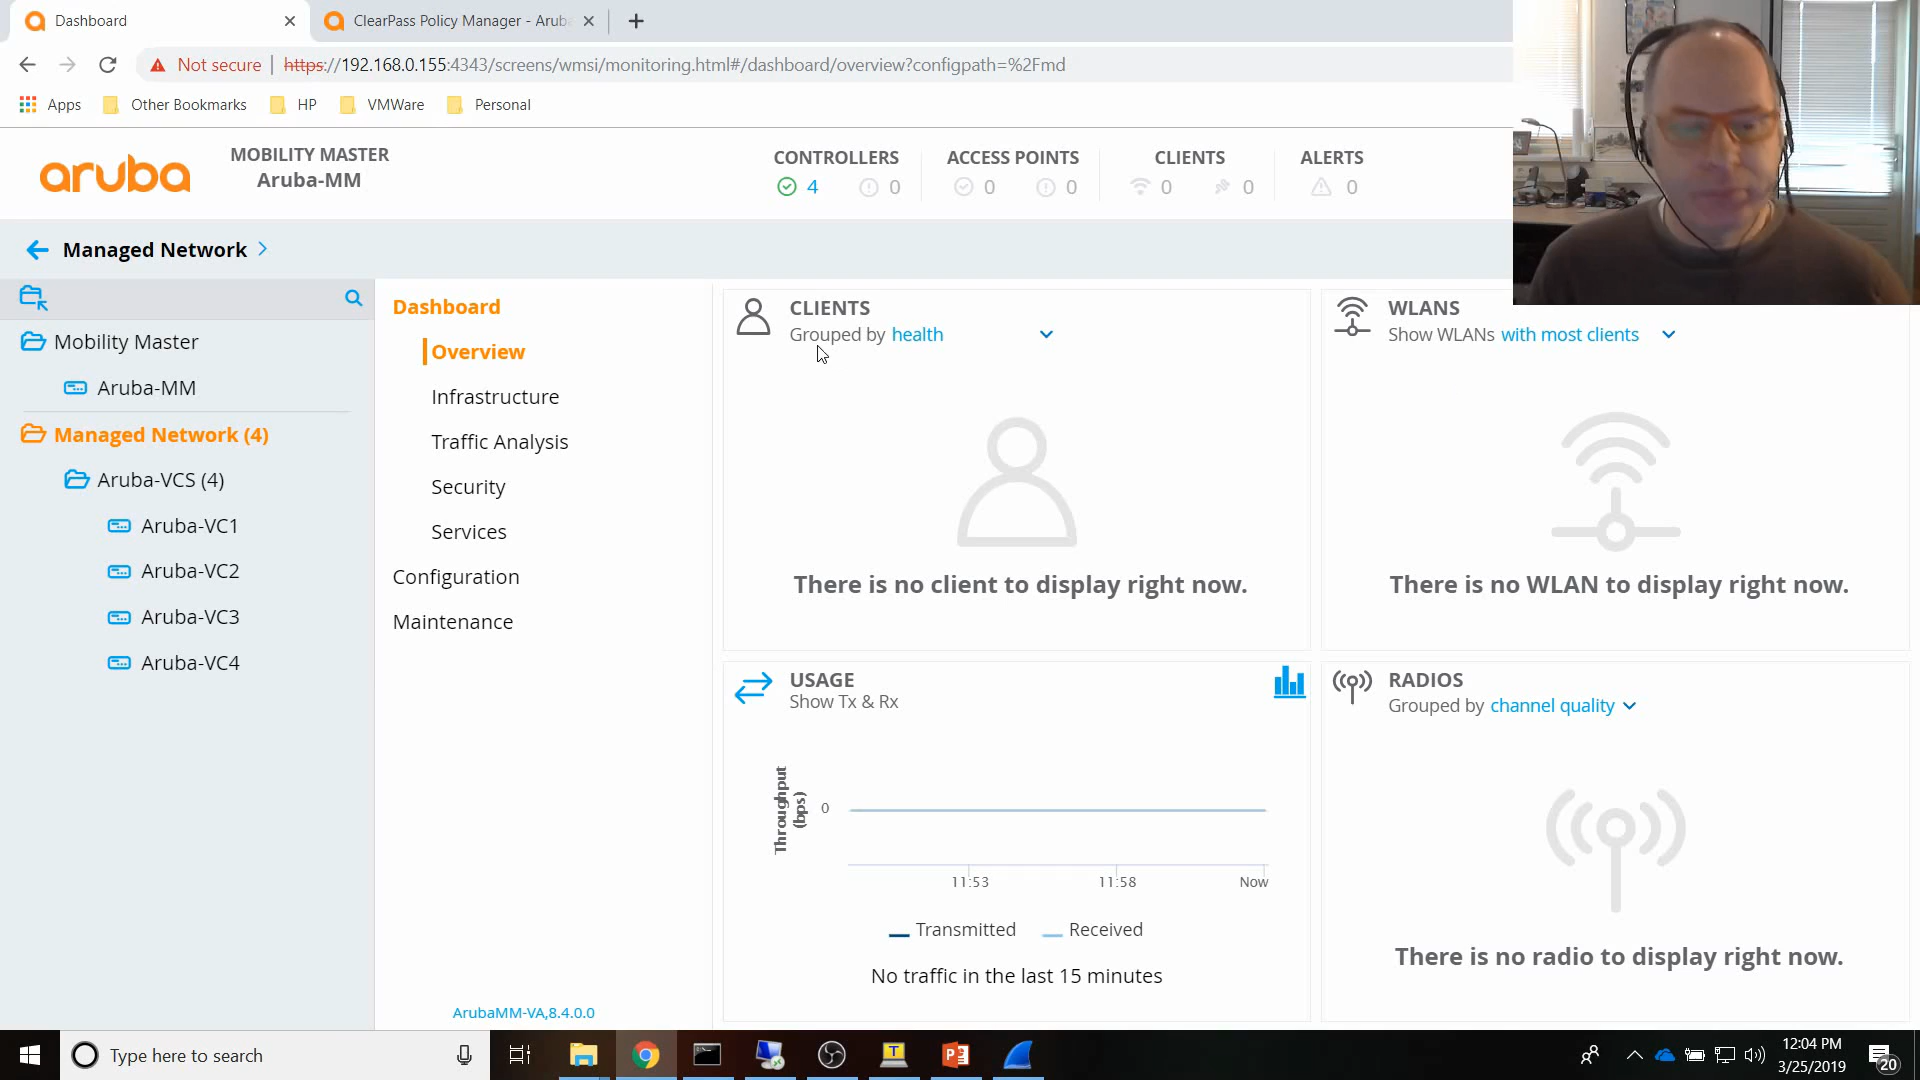 Dashboard
ClearPass Policy Manager - Arub
Not secure | https://192.168.0.155:4343/screens/wmsi/monitoring.html#/dashboard/overview?configpath=%2Fmd
Apps
Other Bookmarks
HP
VMWare
Personal
aruba
MOBILITY MASTER
Aruba-MM
CONTROLLERS
4
0
ACCESS POINTS
0
0
CLIENTS
0
0
ALERTS
0
Managed Network
Mobility Master
Aruba-MM
Managed Network (4)
Aruba-VCS (4)
Aruba-VC1
Aruba-VC2
Aruba-VC3
Aruba-VC4
Dashboard
Overview
Infrastructure
Traffic Analysis
Security
Services
Configuration
Maintenance
ArubaMM-VA,8.4.0.0
CLIENTS
Grouped by health
There is no client to display right now.
WLANS
Show WLANs with most clients
There is no WLAN to display right now.
USAGE
Show Tx & Rx
Throughput
(bps)
0
11:53
11:58
Now
Transmitted
Received
No traffic in the last 15 minutes
RADIOS
Grouped by channel quality
There is no radio to display right now.
Type here to search
T
P
12:04 PM
3/25/2019
20